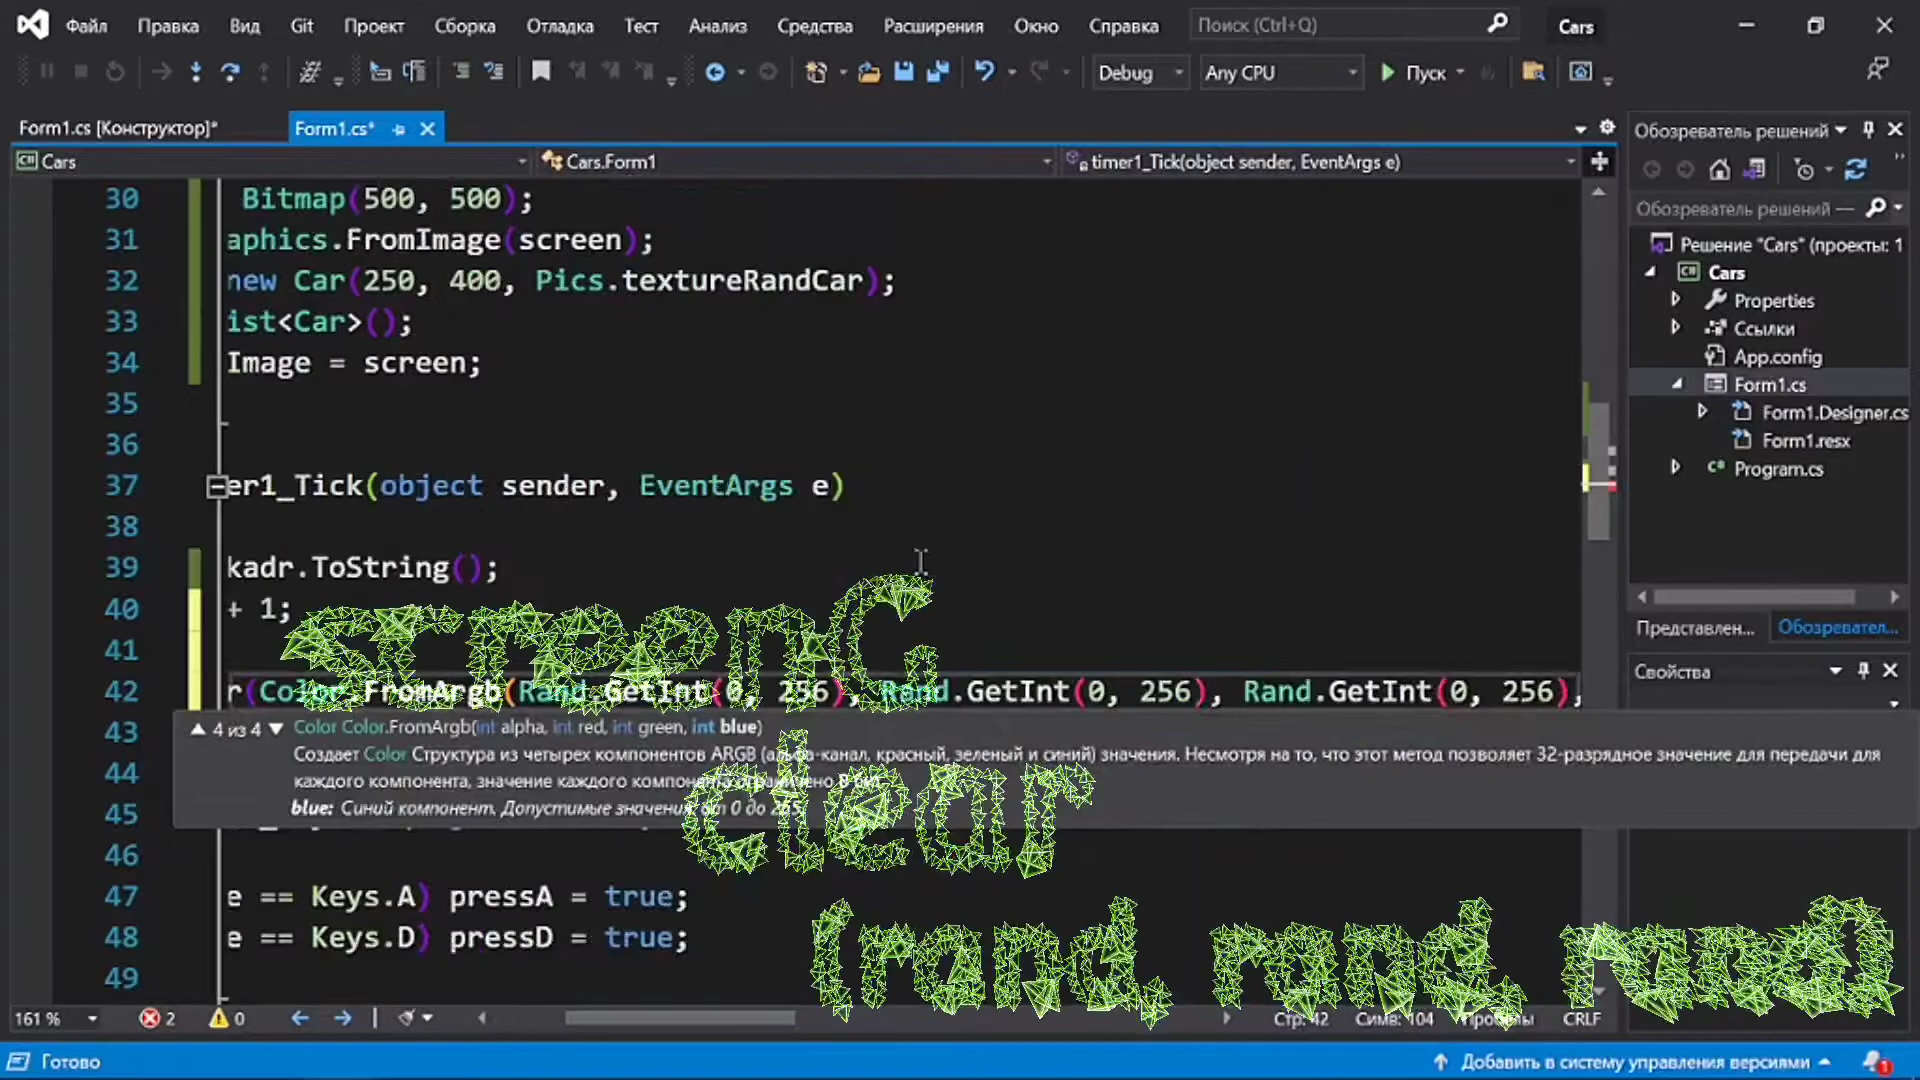 Файл Правка Вид Git Проект Сборка Отладка Тест Анализ Средства Расширения Окно Справка Поиск (Ctrl+Q) Cars
Debug Any CPU Пуск
Form1.cs [Конструктор]* Form1.cs*
Cars Cars.Form1 timer1_Tick(object sender, EventArgs e)
30 Bitmap(500, 500);
31 aphics.FromImage(screen);
32 new Car(250, 400, Pics.textureRandCar);
33 ist<Car>();
34 Image = screen;
35
36
37 er1_Tick(object sender, EventArgs e)
38
39 kadr.ToString();
40 + 1;
41
42 r(Color.FromArgb(Rand.GetInt(0, 256), Rand.GetInt(0, 256), Rand.GetInt(0, 256),
43
4 из 4 Color Color.FromArgb(int alpha, int red, int green, int blue)
44
Создает Color Структура из четырех компонентов ARGB (альфа-канал, красный, зеленый и синий) значения. Несмотря на то, что этот метод позволяет 32-разрядное значение для передачи для
каждого компонента, значение каждого компонента ограничено 8 бит.
45
blue: Синий компонент. Допустимые значения: от 0 до 255.
46
47 e == Keys.A) pressA = true;
48 e == Keys.D) pressD = true;
49
screenG
clear
(rand, rand, rand)
161 % 2 0 Стр: 42 Симв: 104 Пробелы CRLF
Готово Добавить в систему управления версиями 1
Обозреватель решений
Обозреватель решений —
Решение "Cars" (проекты: 1
Cars
Properties
Ссылки
App.config
Form1.cs
Form1.Designer.cs
Form1.resx
Program.cs
Представлен... Обозревател...
Свойства